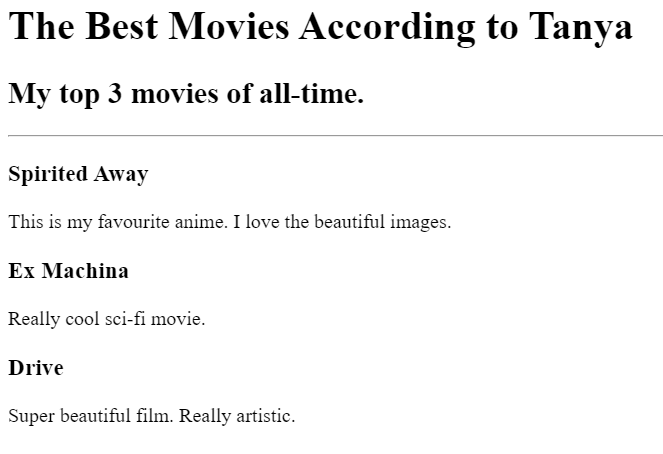 The Best Movies According to Tanya
My top 3 movies of all-time.
Spirited Away
This is my favourite anime. I love the beautiful images.
Ex Machina
Really cool sci-fi movie.
Drive
Super beautiful film. Really artistic.